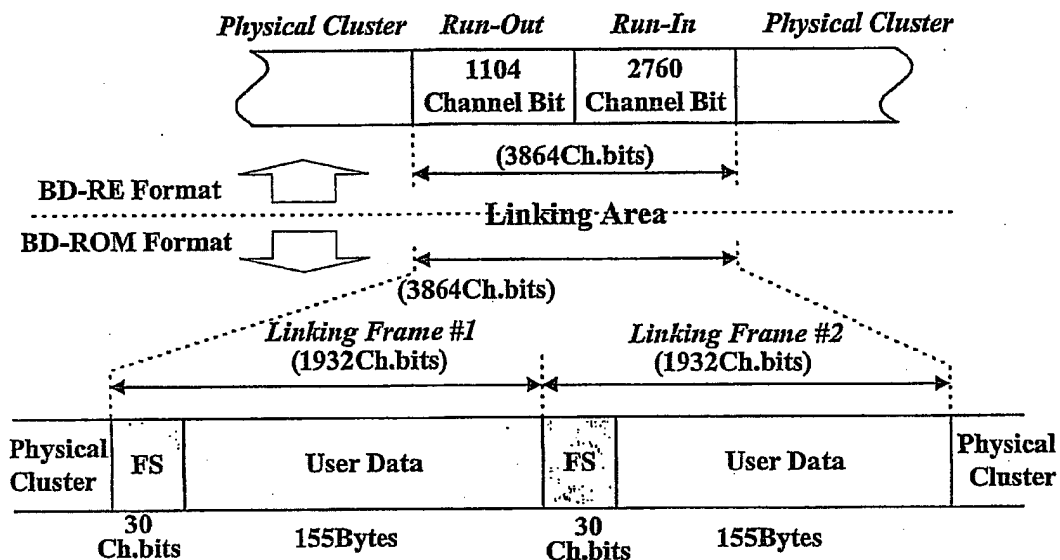 Physical Cluster Run-Out Run-In Physical Cluster
1104 2760
Channel Bit Channel Bit
(3864Ch.bits)
BD-RE Format
Linking Area
BD-ROM Format
(3864Ch.bits)
Linking Frame #1 Linking Frame #2
(1932Ch.bits) (1932Ch.bits)
Physical Cluster FS User Data FS User Data Physical Cluster
30 Ch.bits 155Bytes 30 Ch.bits 155Bytes